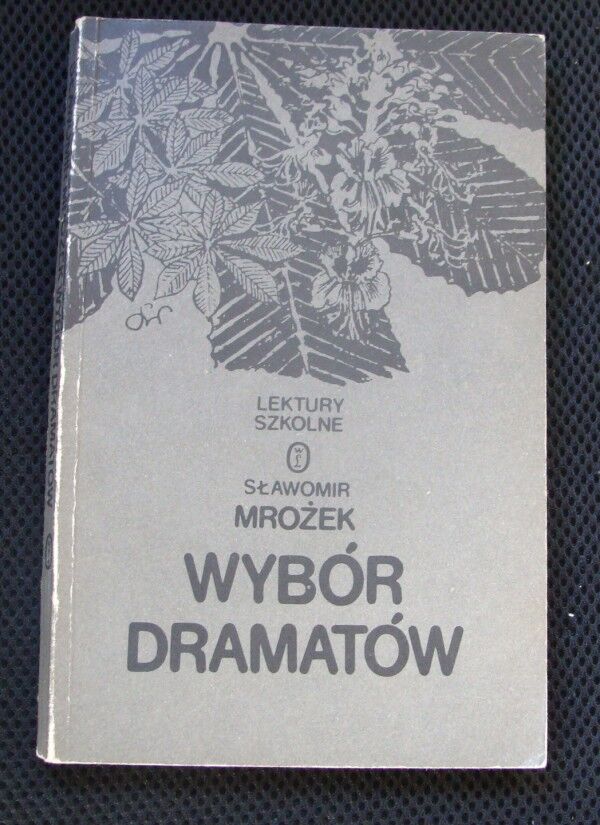 LEKTURY
SZKOLNE
SŁAWOMIR
MROŻEK
WYBÓR
DRAMATÓW